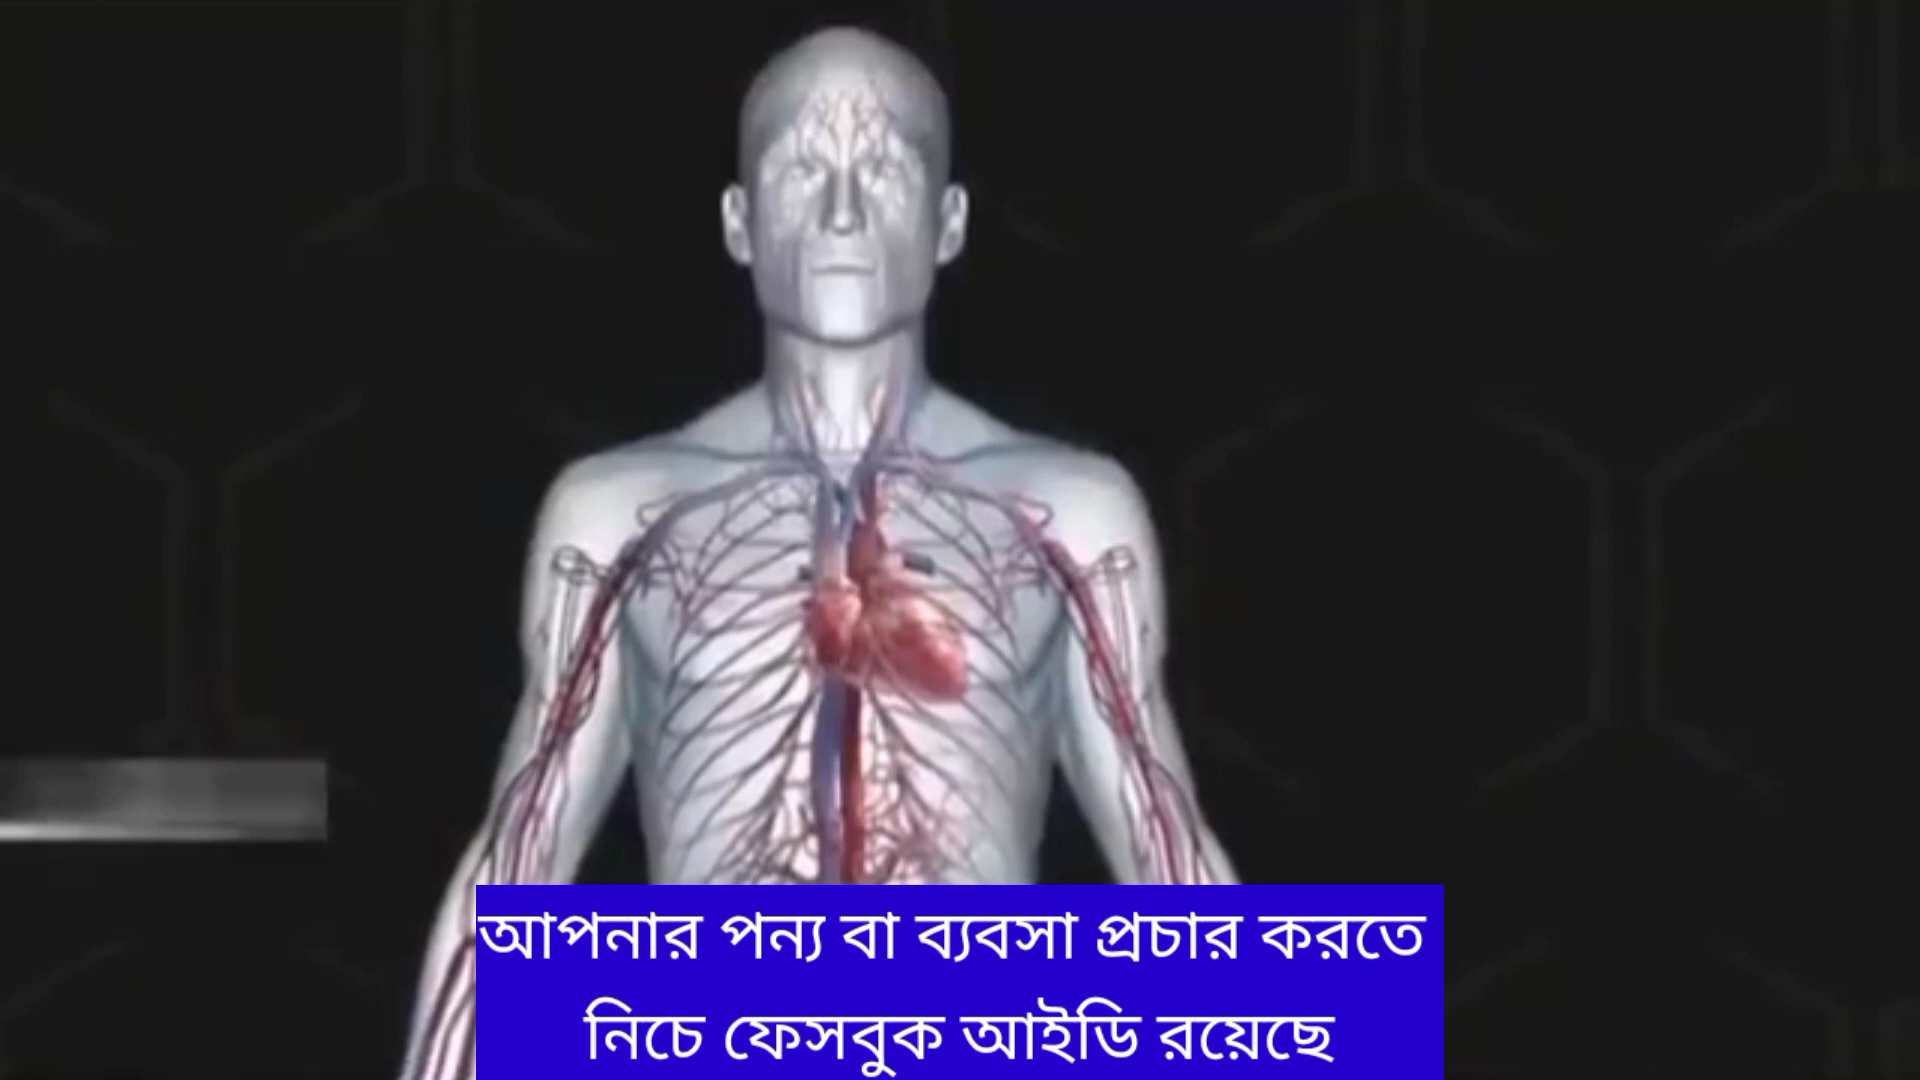 আপনার পন্য বা ব্যবসা প্রচার করতে
নিচে ফেসবুক আইডি রয়েছে